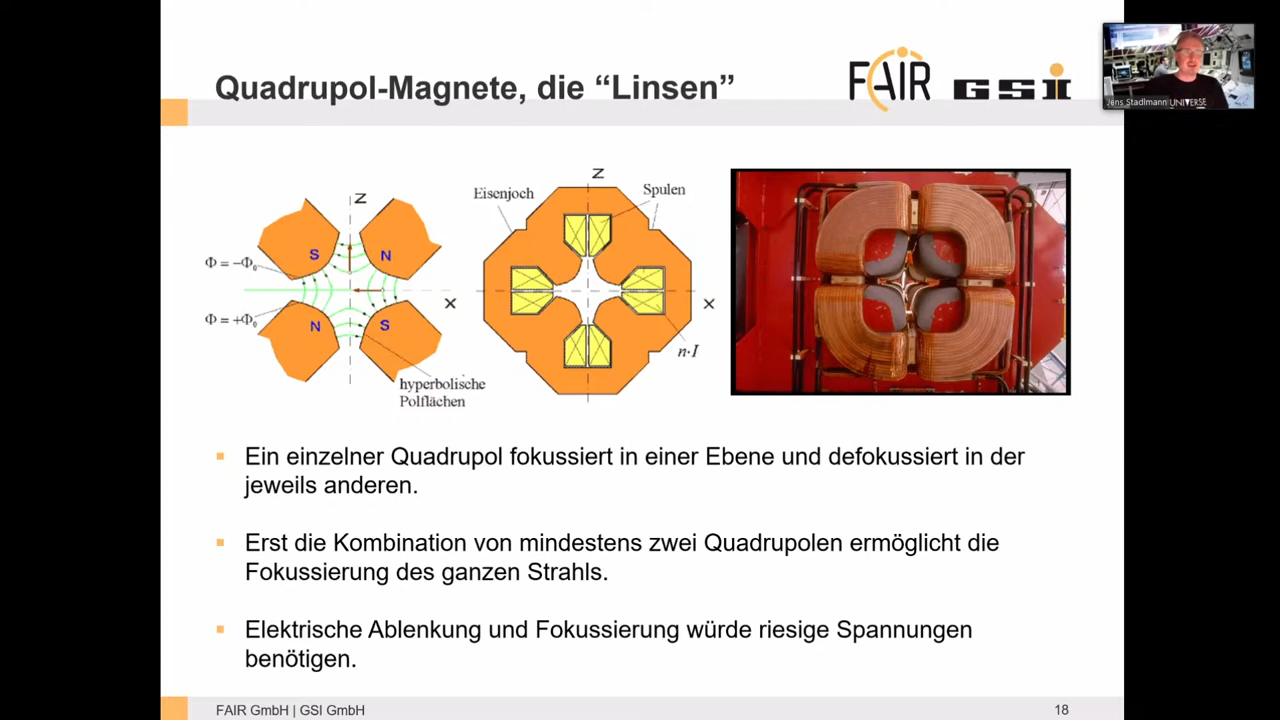 Quadrupol-Magnete, die “Linsen”
FAIR GSI
Jens Stadlmann UNIVERSE
Z
S N
Φ = −Φ₀
X
Φ = +Φ₀
N S
hyperbolische
Polflächen
Z
Eisenjoch Spulen
X
n·I
Ein einzelner Quadrupol fokussiert in einer Ebene und defokussiert in der
jeweils anderen.
Erst die Kombination von mindestens zwei Quadrupolen ermöglicht die
Fokussierung des ganzen Strahls.
Elektrische Ablenkung und Fokussierung würde riesige Spannungen
benötigen.
FAIR GmbH | GSI GmbH 18